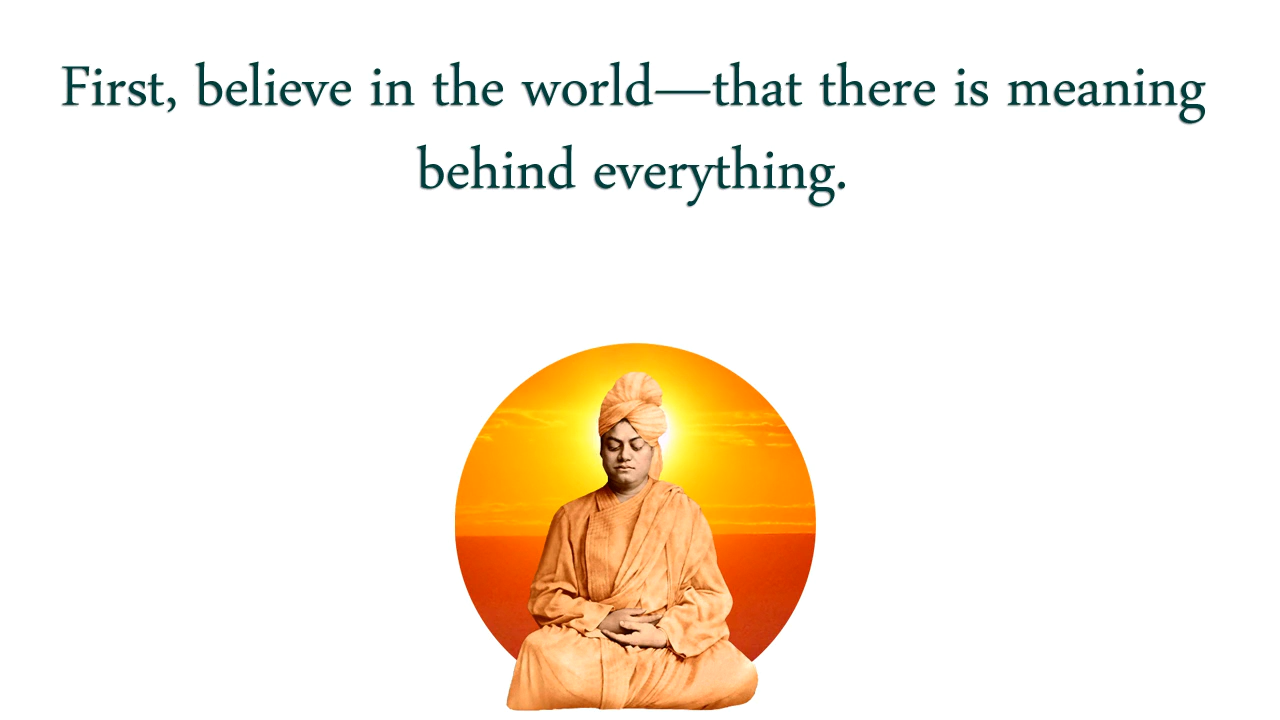 First, believe in the world—that there is meaning
behind everything.